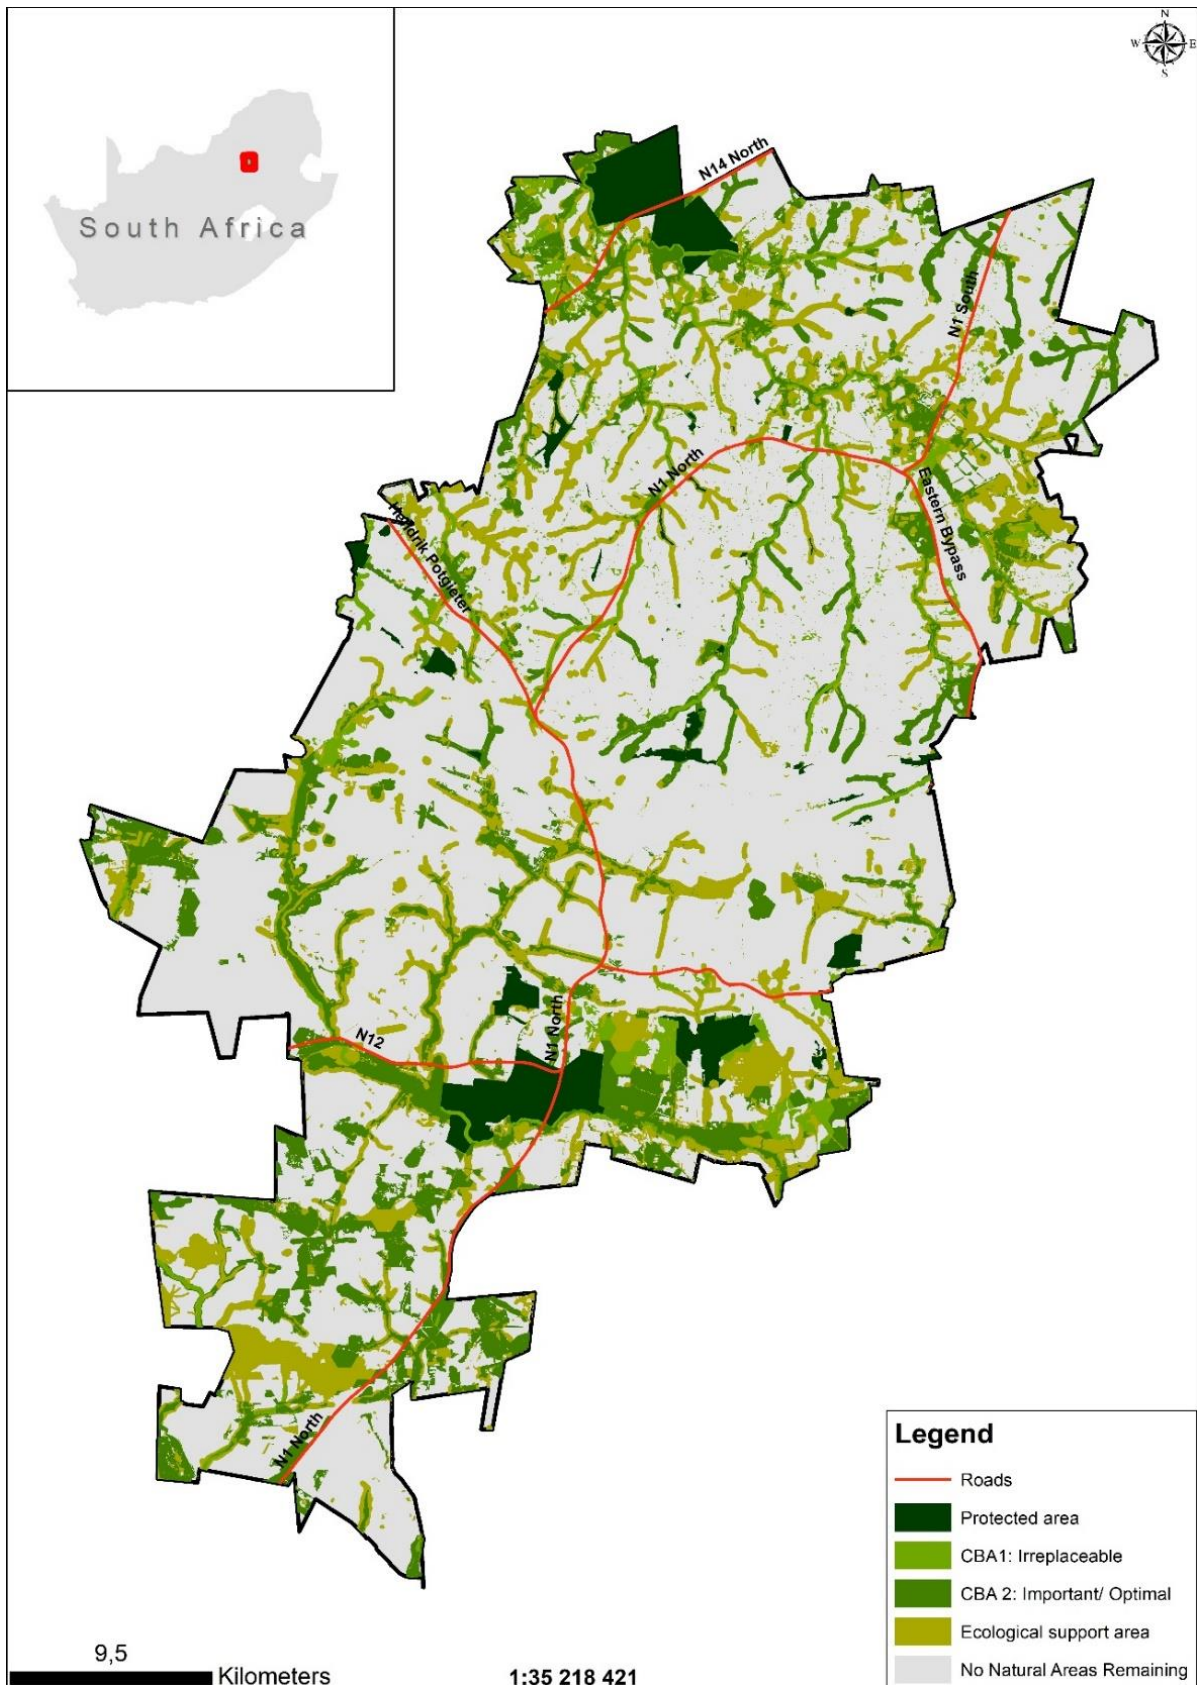 N
W E
S
South Africa
N14 North
N1 South
N1 North
Eastern Bypass
Hendrik Potgieter
N12
N1 North
N1 North
Legend
Roads
Protected area
CBA1: Irreplaceable
CBA 2: Important/ Optimal
Ecological support area
No Natural Areas Remaining
9,5
Kilometers
1:35 218 421